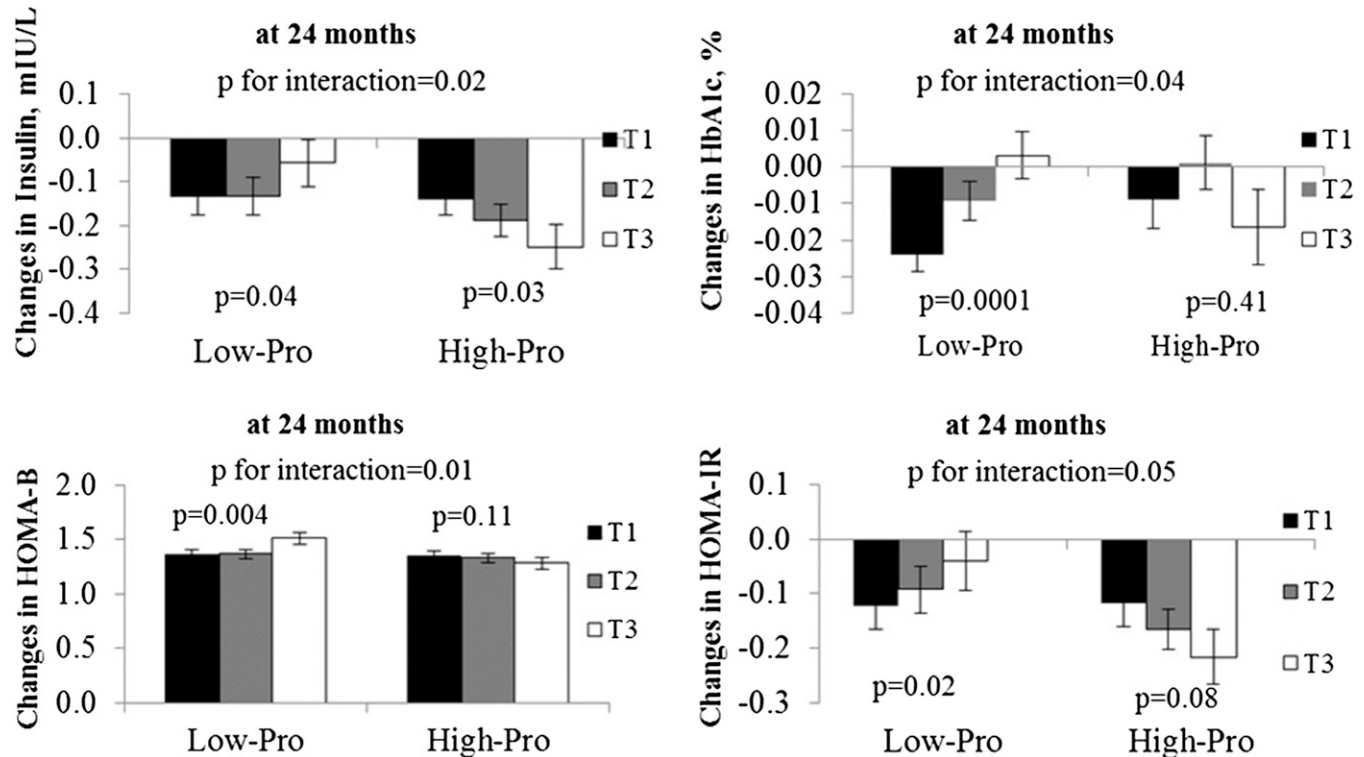 at 24 months
p for interaction=0.02
Changes in Insulin, mIU/L
0.1
0.0
-0.1
-0.2
-0.3
-0.4
T1
T2
T3
p=0.04
p=0.03
Low-Pro
High-Pro
at 24 months
p for interaction=0.04
Changes in HbA1c, %
0.02
0.01
0.00
-0.01
-0.02
-0.03
-0.04
T1
T2
T3
p=0.0001
p=0.41
Low-Pro
High-Pro
at 24 months
p for interaction=0.01
Changes in HOMA-B
2.0
1.5
1.0
0.5
0.0
p=0.004
p=0.11
T1
T2
T3
Low-Pro
High-Pro
at 24 months
p for interaction=0.05
Changes in HOMA-IR
0.1
0.0
-0.1
-0.2
-0.3
T1
T2
T3
p=0.02
p=0.08
Low-Pro
High-Pro